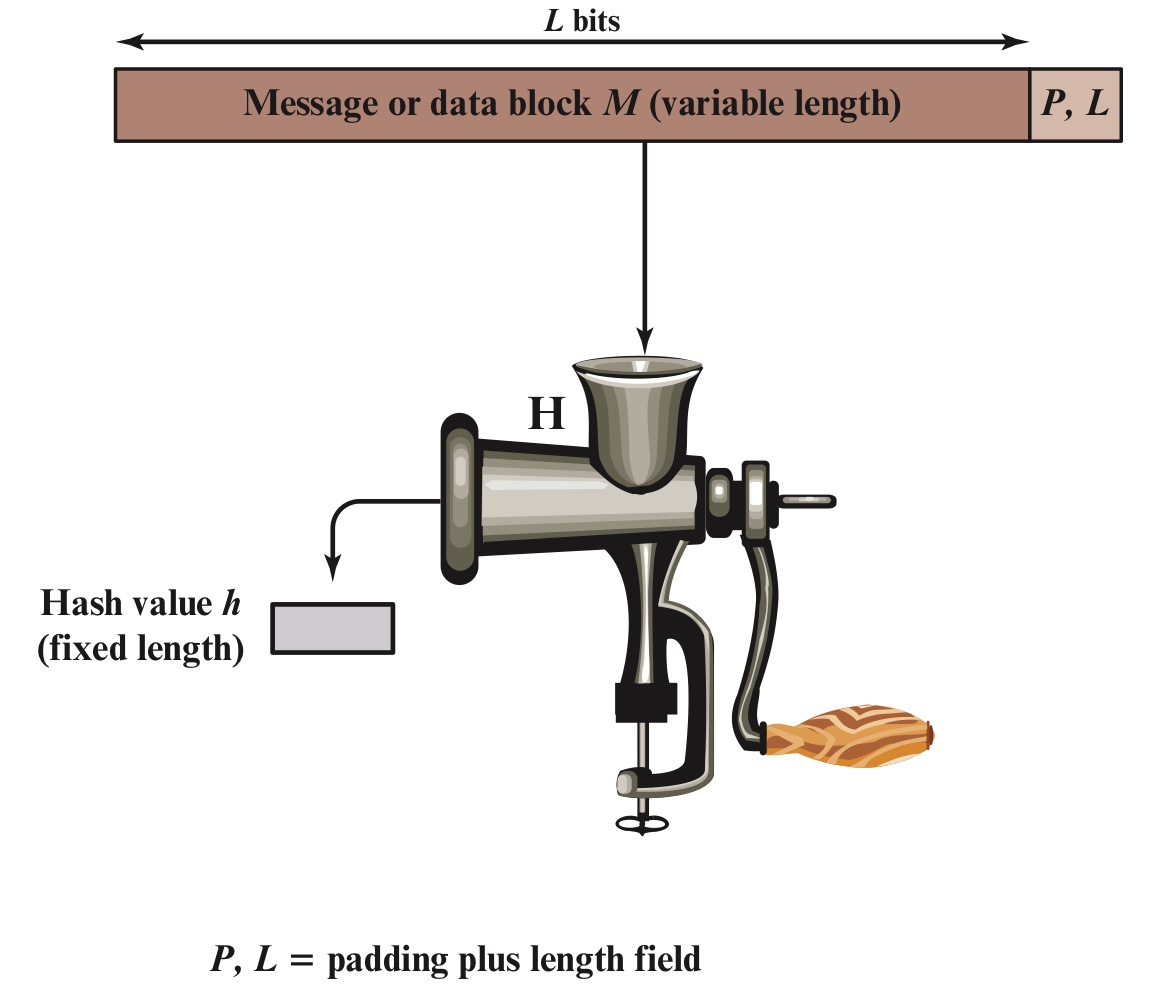 L bits
Message or data block M (variable length)
P, L
H
Hash value h
(fixed length)
P, L = padding plus length field